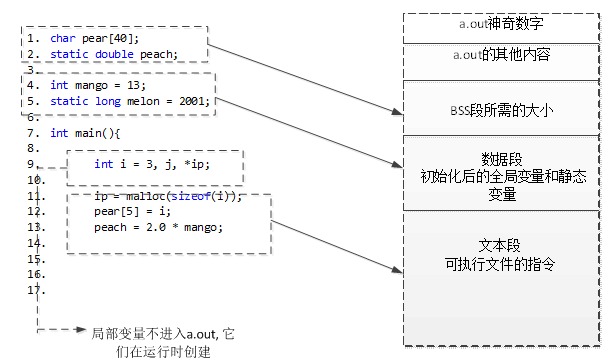 1. char pear[40];
2. static double peach;
3.
4. int mango = 13;
5. static long melon = 2001;
6.
7. int main(){
8.
9. int i = 3, j, *ip;
10.
11. ip = malloc(sizeof(i));
12. pear[5] = i;
13. peach = 2.0 * mango;
14.
15.
16.
17.
局部变量不进入a.out, 它
们在运行时创建
a.out神奇数字
a.out的其他内容
BSS段所需的大小
数据段
初始化后的全局变量和静态
变量
文本段
可执行文件的指令